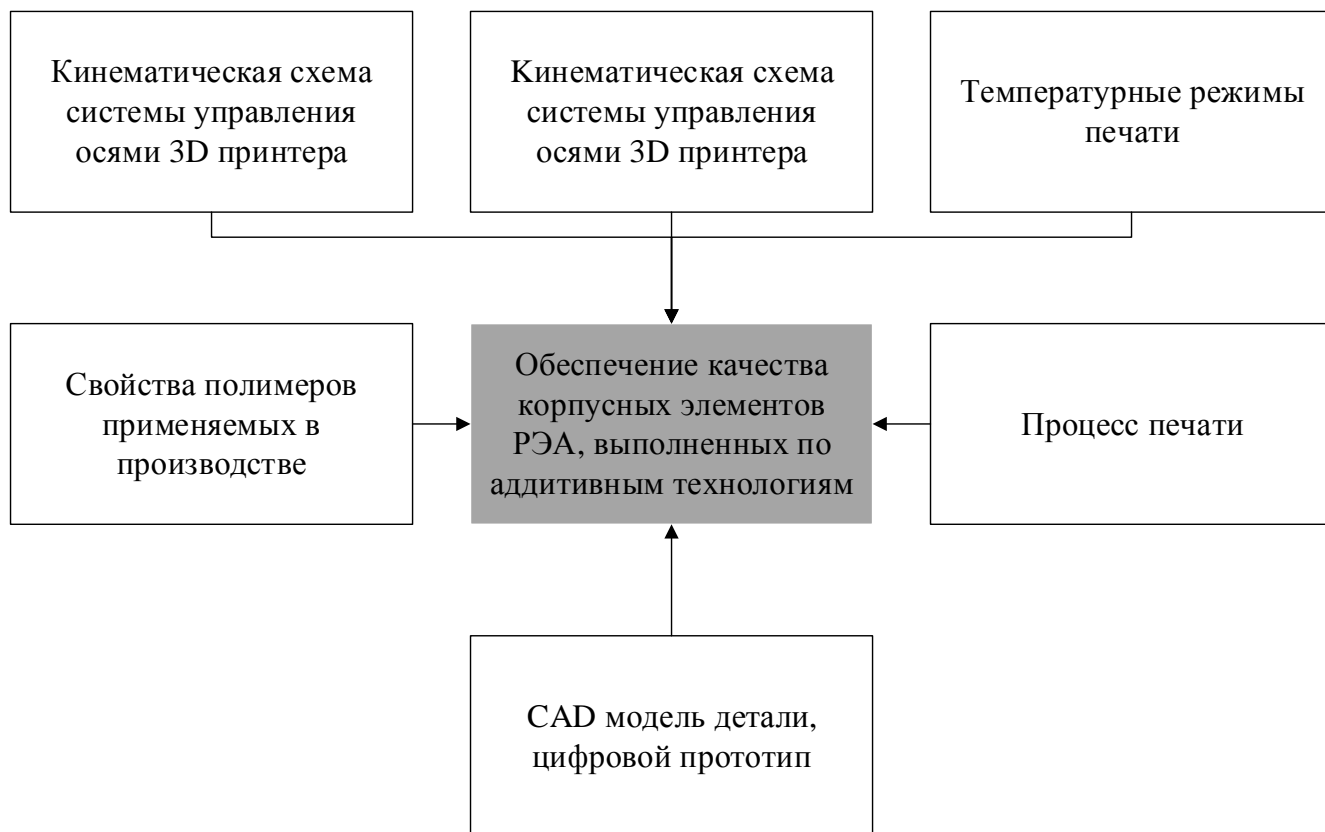 Кинематическая схема
системы управления
осями 3D принтера
Кинематическая схема
системы управления
осями 3D принтера
Температурные режимы
печати
Свойства полимеров
применяемых в
производстве
Обеспечение качества
корпусных элементов
РЭА, выполненных по
аддитивным технологиям
Процесс печати
CAD модель детали,
цифровой прототип